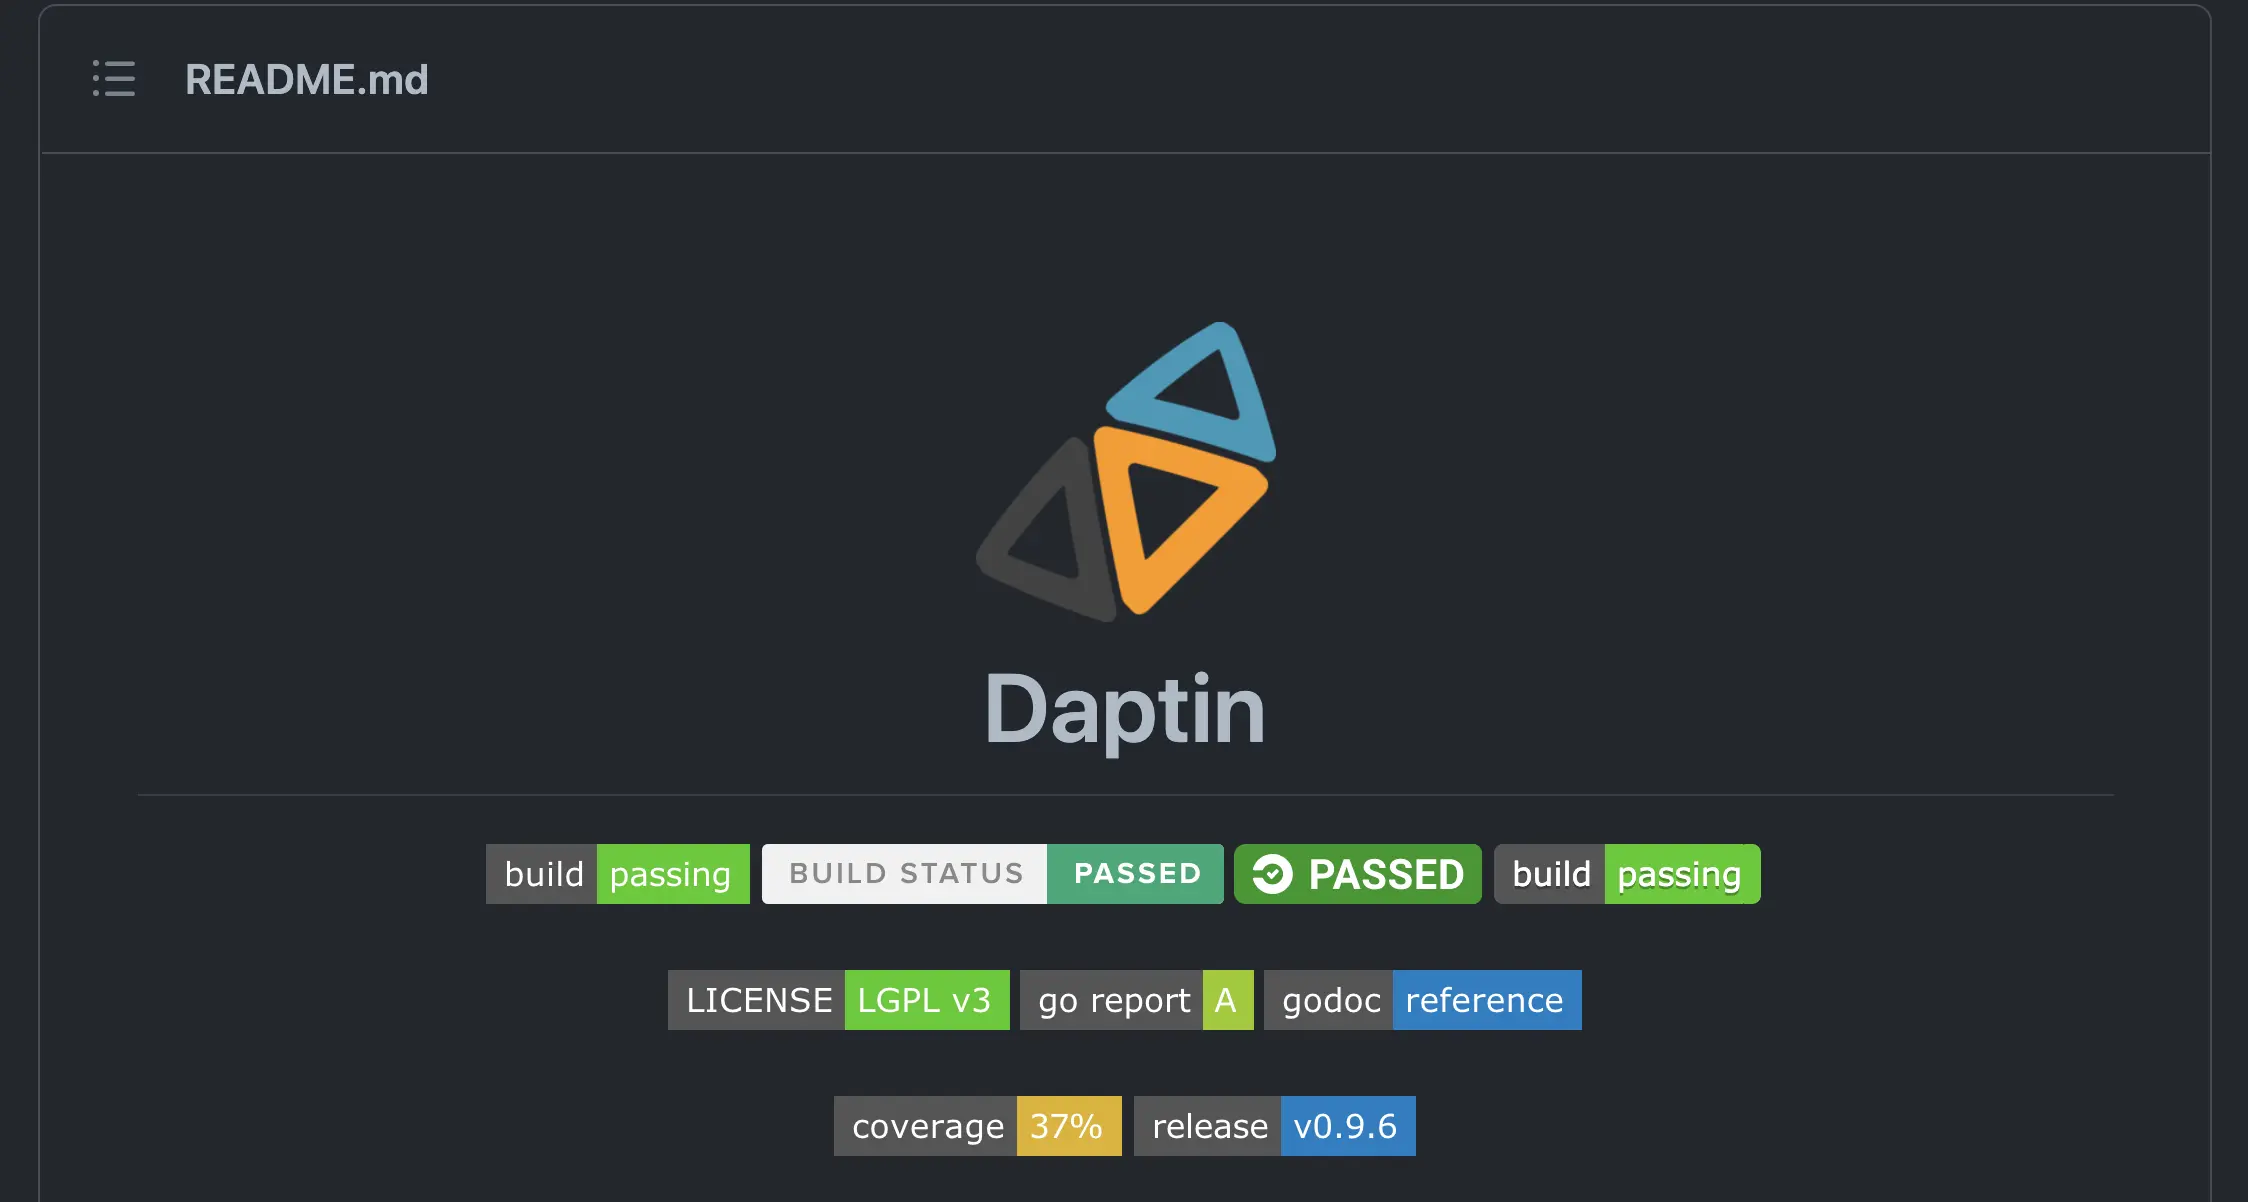 README.md
Daptin
build passing BUILD STATUS PASSED PASSED build passing
LICENSE LGPL v3 go report A godoc reference
coverage 37% release v0.9.6